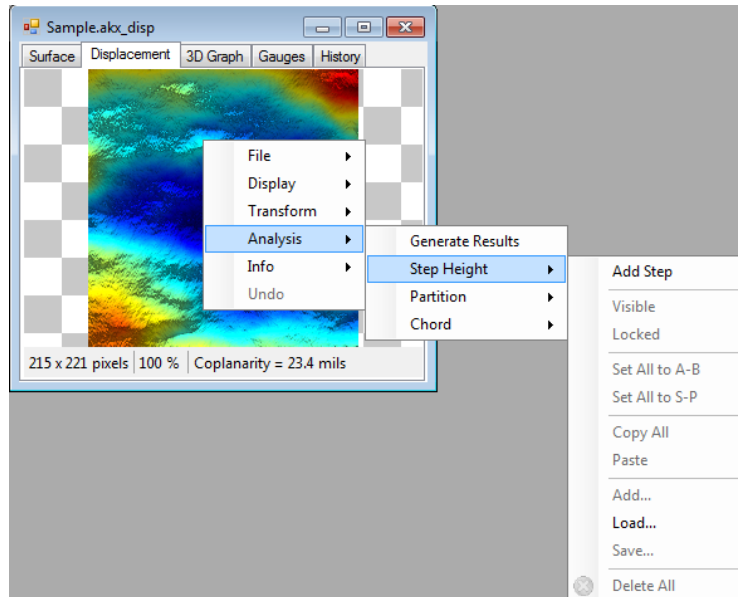 Sample.akx_disp
Surface Displacement 3D Graph Gauges History
File
Display
Transform
Analysis
Info
Undo
Generate Results
Step Height
Partition
Chord
Add Step
Visible
Locked
Set All to A-B
Set All to S-P
Copy All
Paste
Add...
Load...
Save...
Delete All
215 x 221 pixels 100 % Coplanarity = 23.4 mils